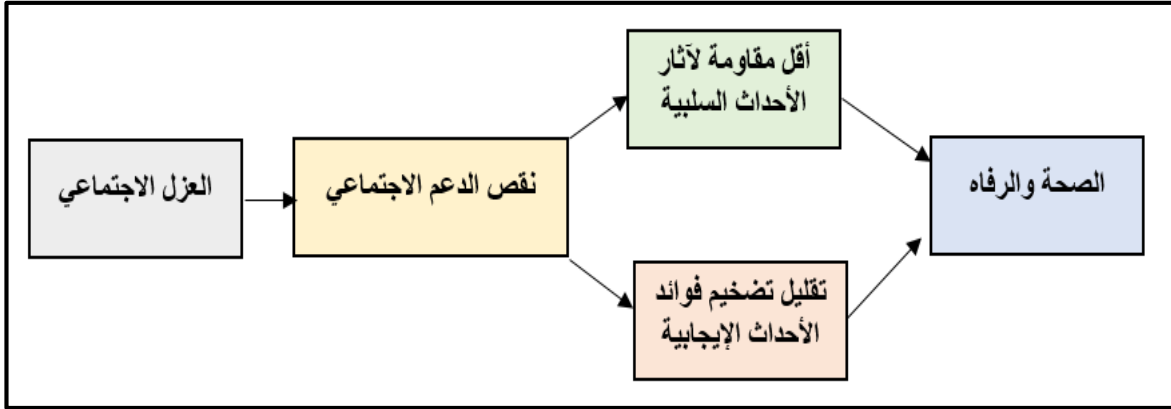 العزل الاجتماعي
نقص الدعم الاجتماعي
أقل مقاومة لآثار
الأحداث السلبية
تقليل تضخيم فوائد
الأحداث الإيجابية
الصحة والرفاه